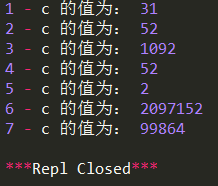 1 - c 的值为： 31
2 - c 的值为： 52
3 - c 的值为： 1092
4 - c 的值为： 52
5 - c 的值为： 2
6 - c 的值为： 2097152
7 - c 的值为： 99864
***Repl Closed***